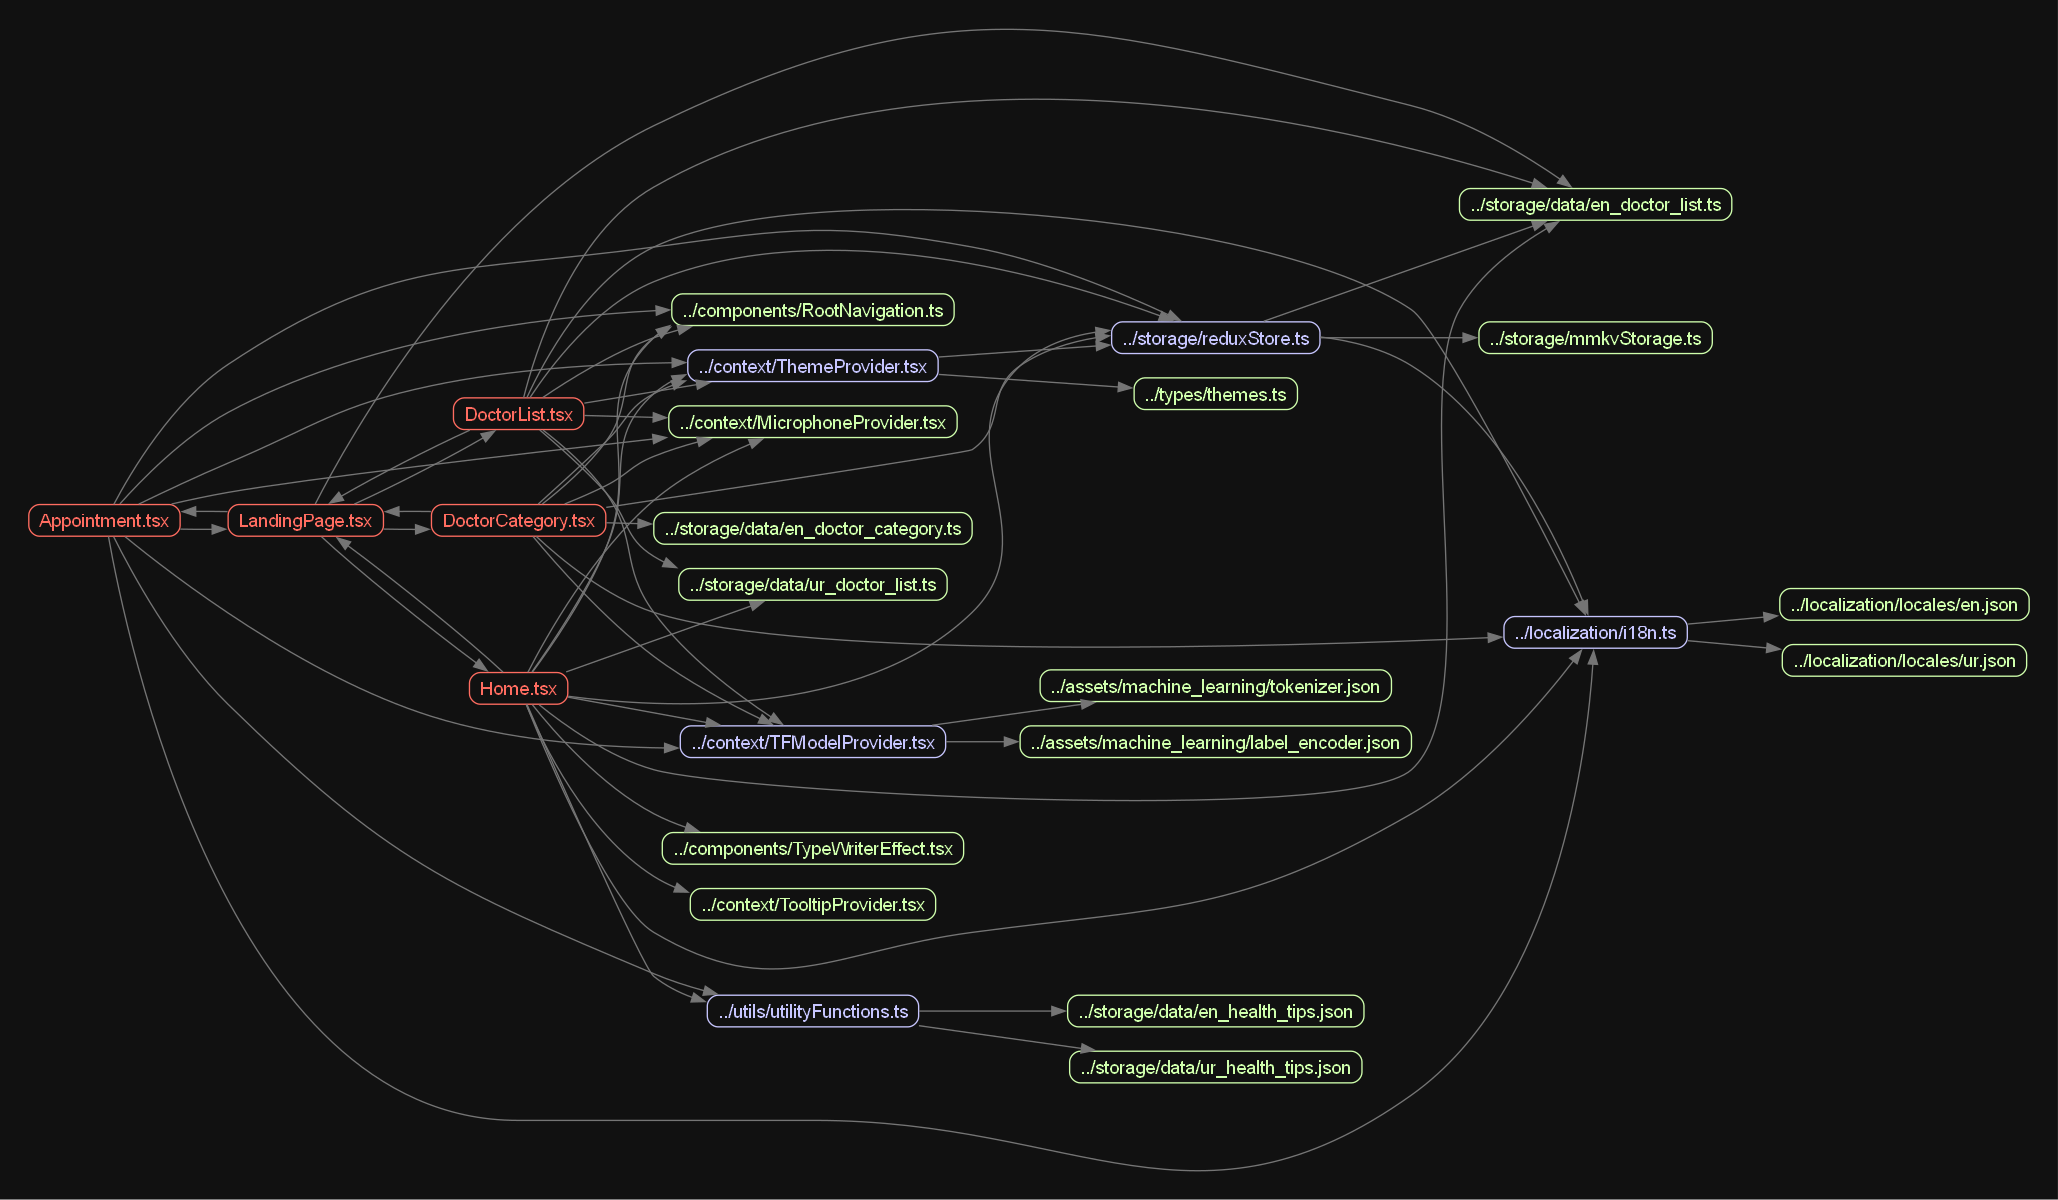 ../storage/data/en_doctor_list.ts
../components/RootNavigation.ts
../storage/reduxStore.ts
../storage/mmkvStorage.ts
../context/ThemeProvider.tsx
../types/themes.ts
DoctorList.tsx
../context/MicrophoneProvider.tsx
Appointment.tsx
LandingPage.tsx
DoctorCategory.tsx
../storage/data/en_doctor_category.ts
../storage/data/ur_doctor_list.ts
../localization/locales/en.json
../localization/i18n.ts
../localization/locales/ur.json
Home.tsx
../assets/machine_learning/tokenizer.json
../context/TFModelProvider.tsx
../assets/machine_learning/label_encoder.json
../components/TypeWriterEffect.tsx
../context/TooltipProvider.tsx
../utils/utilityFunctions.ts
../storage/data/en_health_tips.json
../storage/data/ur_health_tips.json